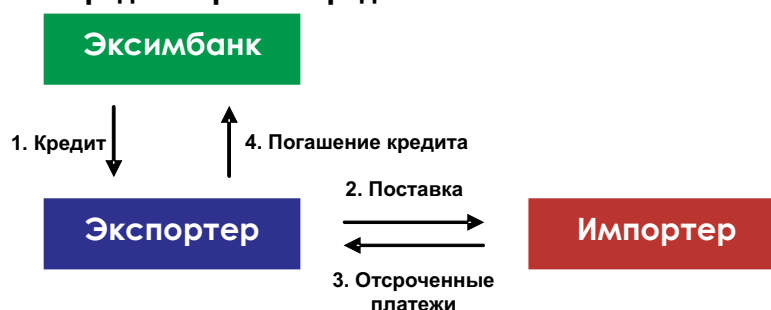 Эксимбанк
1. Кредит
4. Погашение кредита
2. Поставка
Экспортер
Импортер
3. Отсроченные
платежи